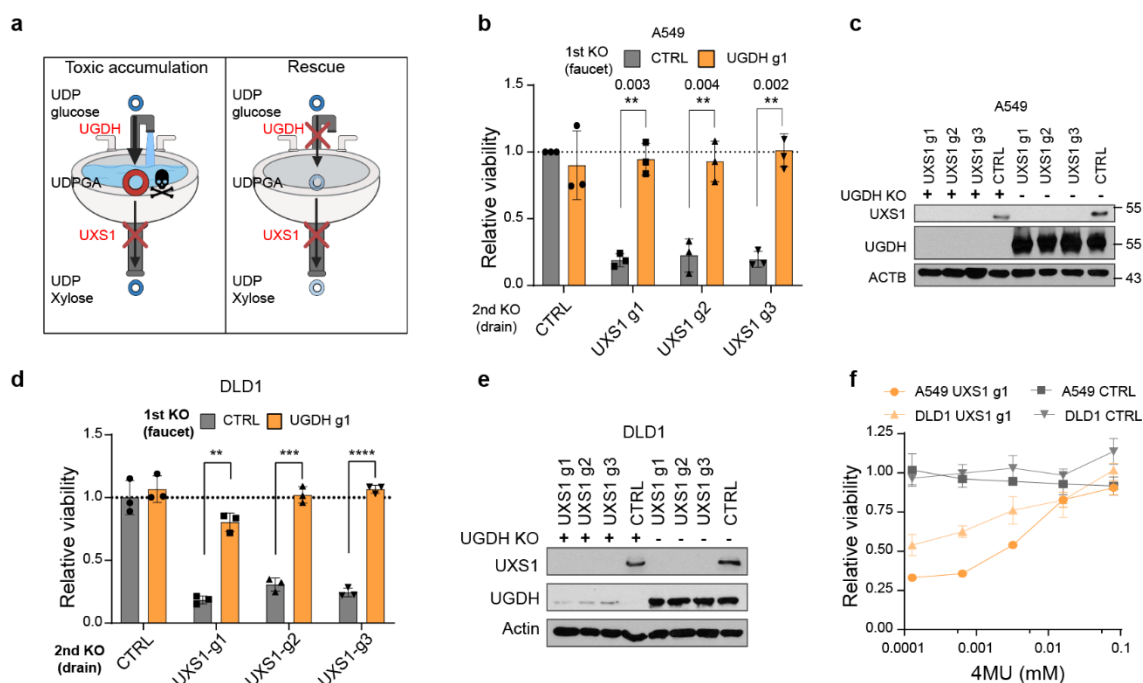 a
Toxic accumulation
Rescue
UDP
glucose
UGDH
UDPGA
UXS1
UDP
Xylose
UDP
glucose
UGDH
UDPGA
UXS1
UDP
Xylose
b
A549
1st KO
(faucet)
CTRL
UGDH g1
0.003
0.004
0.002
**
**
**
1.5
1.0
0.5
0.0
Relative viability
2nd KO
(drain)
CTRL
UXS1 g1
UXS1 g2
UXS1 g3
c
A549
UXS1 g1
UXS1 g2
UXS1 g3
CTRL
UXS1 g1
UXS1 g2
UXS1 g3
CTRL
UGDH KO + + + + - - - -
UXS1
55
UGDH
55
ACTB
43
d
DLD1
1st KO
(faucet)
CTRL
UGDH g1
**
***
****
1.5
1.0
0.5
0.0
Relative viability
2nd KO
(drain)
CTRL
UXS1-g1
UXS1-g2
UXS1-g3
e
DLD1
UXS1 g1
UXS1 g2
UXS1 g3
CTRL
UXS1 g1
UXS1 g2
UXS1 g3
CTRL
UGDH KO + + + + - - - -
UXS1
UGDH
Actin
f
A549 UXS1 g1
A549 CTRL
DLD1 UXS1 g1
DLD1 CTRL
1.25
1.00
0.75
0.50
0.25
0.00
Relative viability
0.0001
0.001
0.01
0.1
4MU (mM)